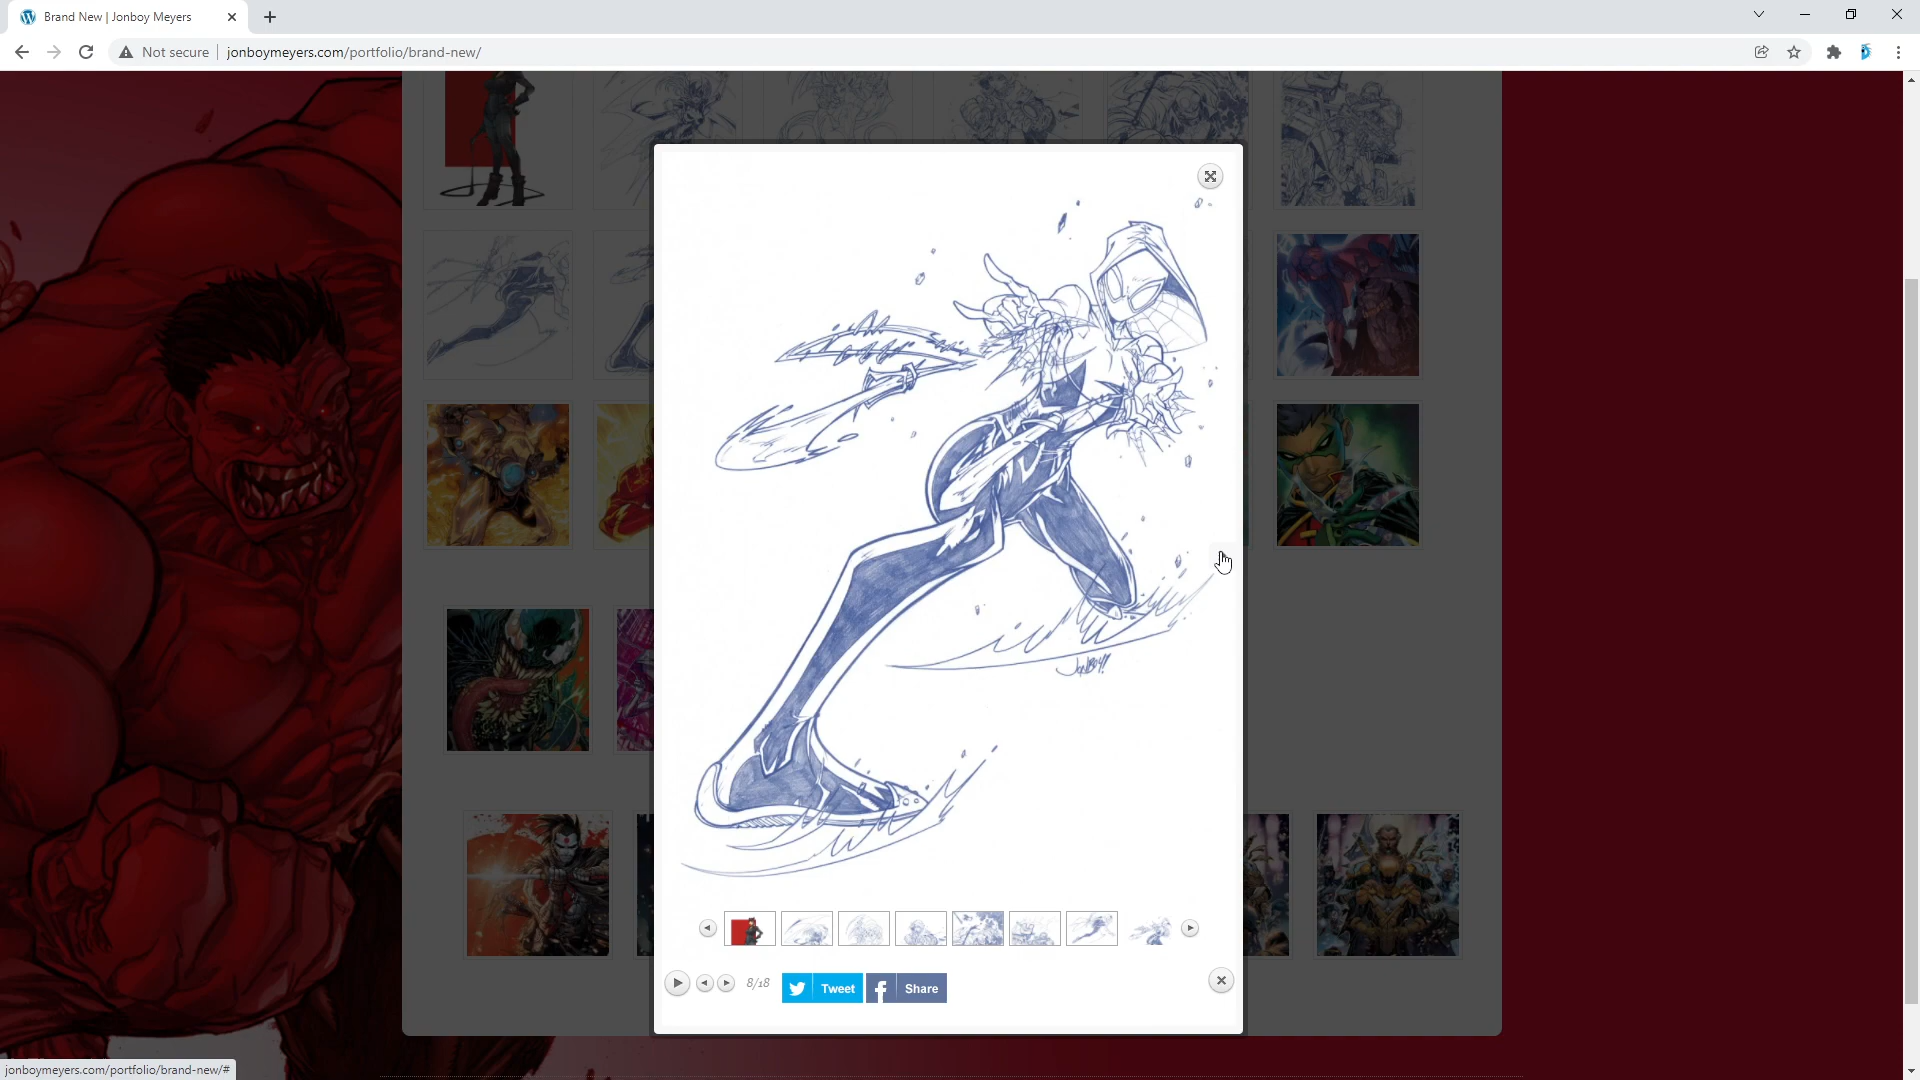 Brand New | Jonboy Meyers
Not secure
jonboymeyers.com/portfolio/brand-new/
JONBOY!
8/18
Tweet
Share
jonboymeyers.com/portfolio/brand-new/#